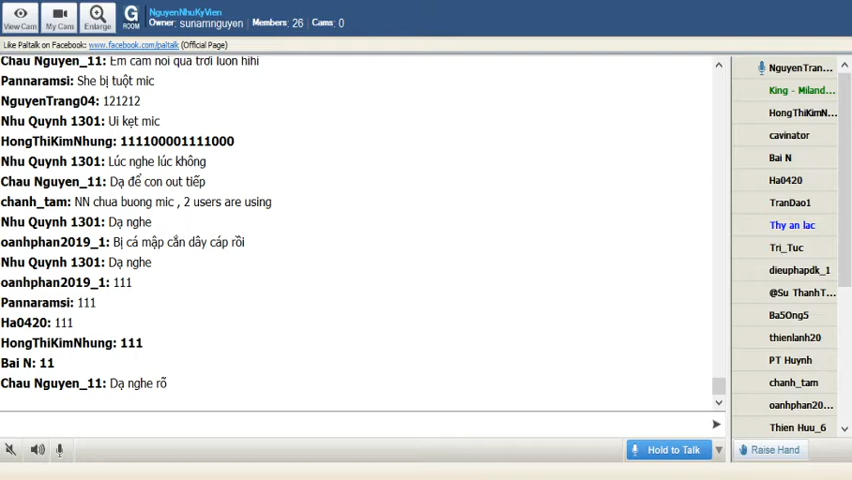 View Cam
My Cam
Enlarge
G
ROOM
NguyenNhuKyVien
Owner: sunamnguyen Members: 26 Cams: 0
Like Paltalk on Facebook: www.facebook.com/paltalk (Official Page)
Chau Nguyen_11: Em cam nói quá trời luôn hihi
Pannaramsi: She bị tuột mic
NguyenTrang04: 121212
Nhu Quynh 1301: Ui kẹt mic
HongThiKimNhung: 111100001111000
Nhu Quynh 1301: Lúc nghe lúc không
Chau Nguyen_11: Dạ để con out tiếp
chanh_tam: NN chua buong mic , 2 users are using
Nhu Quynh 1301: Dạ nghe
oanhphan2019_1: Bị cá mập cắn dây cáp rồi
Nhu Quynh 1301: Dạ nghe
oanhphan2019_1: 111
Pannaramsi: 111
Ha0420: 111
HongThiKimNhung: 111
Bai N: 11
Chau Nguyen_11: Dạ nghe rõ
Hold to Talk
NguyenTran...
King - Miland...
HongThiKimN...
cavinator
Bai N
Ha0420
TranDao1
Thy an lac
Tri_Tuc
dieuphapdk_1
@Su ThanhT...
Ba5Ong5
thienlanh20
PT Huynh
chanh_tam
oanhphan20...
Thien Huu_6
Raise Hand